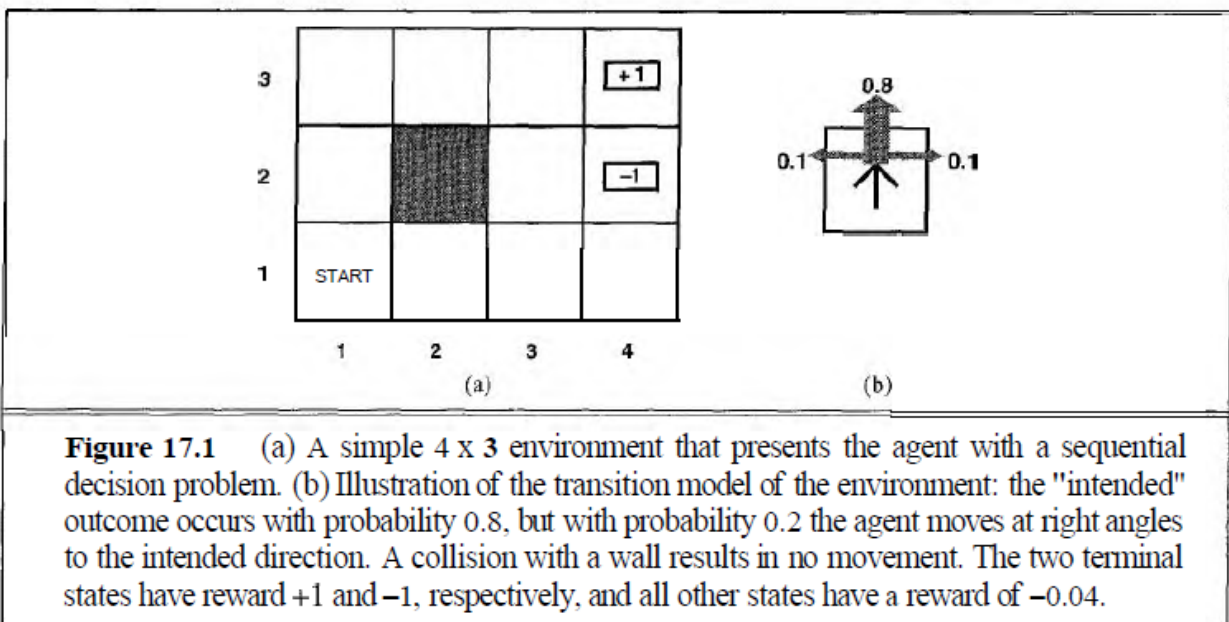 3
+1
0.8
2
-1
0.1
0.1
1
START
1 2 3 4
(a) (b)
Figure 17.1 (a) A simple 4 x 3 environment that presents the agent with a sequential
decision problem. (b) Illustration of the transition model of the environment: the "intended"
outcome occurs with probability 0.8, but with probability 0.2 the agent moves at right angles
to the intended direction. A collision with a wall results in no movement. The two terminal
states have reward +1 and –1, respectively, and all other states have a reward of –0.04.